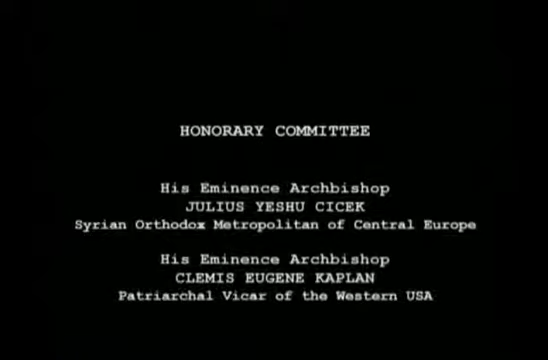 HONORARY COMMITTEE
His Eminence Archbishop
JULIUS YESHU CICEK
Syrian Orthodox Metropolitan of Central Europe
His Eminence Archbishop
CLEMIS EUGENE KAPLAN
Patriarchal Vicar of the Western USA